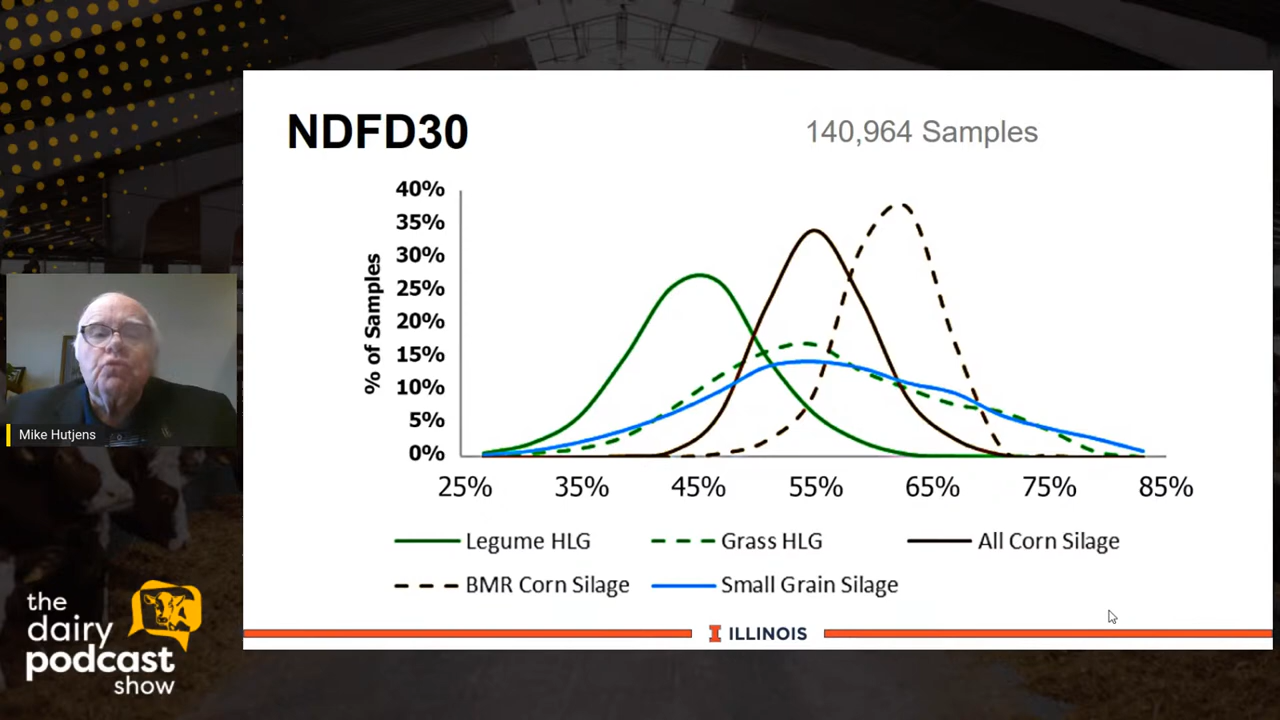 NDFD30
140,964 Samples
% of Samples
40%
35%
30%
25%
20%
15%
10%
5%
0%
25% 35% 45% 55% 65% 75% 85%
Legume HLG Grass HLG All Corn Silage
BMR Corn Silage Small Grain Silage
ILLINOIS
Mike Hutjens
the
dairy
podcast
show